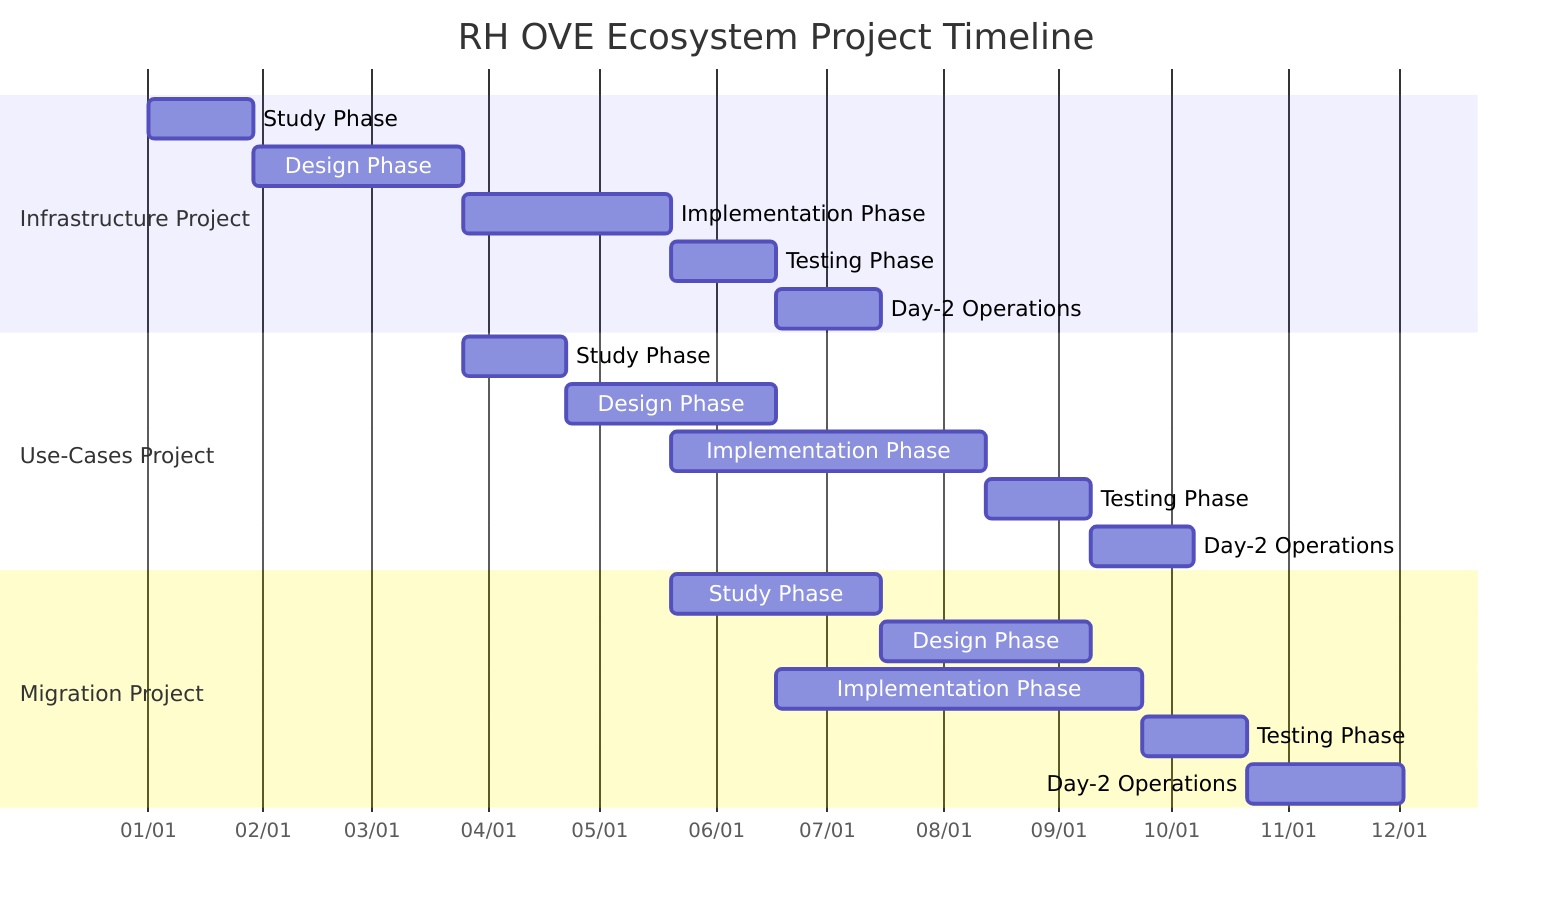 RH OVE Ecosystem Project Timeline
Infrastructure Project
Study Phase
Design Phase
Implementation Phase
Testing Phase
Day-2 Operations
Use-Cases Project
Study Phase
Design Phase
Implementation Phase
Testing Phase
Day-2 Operations
Migration Project
Study Phase
Design Phase
Implementation Phase
Testing Phase
Day-2 Operations
01/01 02/01 03/01 04/01 05/01 06/01 07/01 08/01 09/01 10/01 11/01 12/01